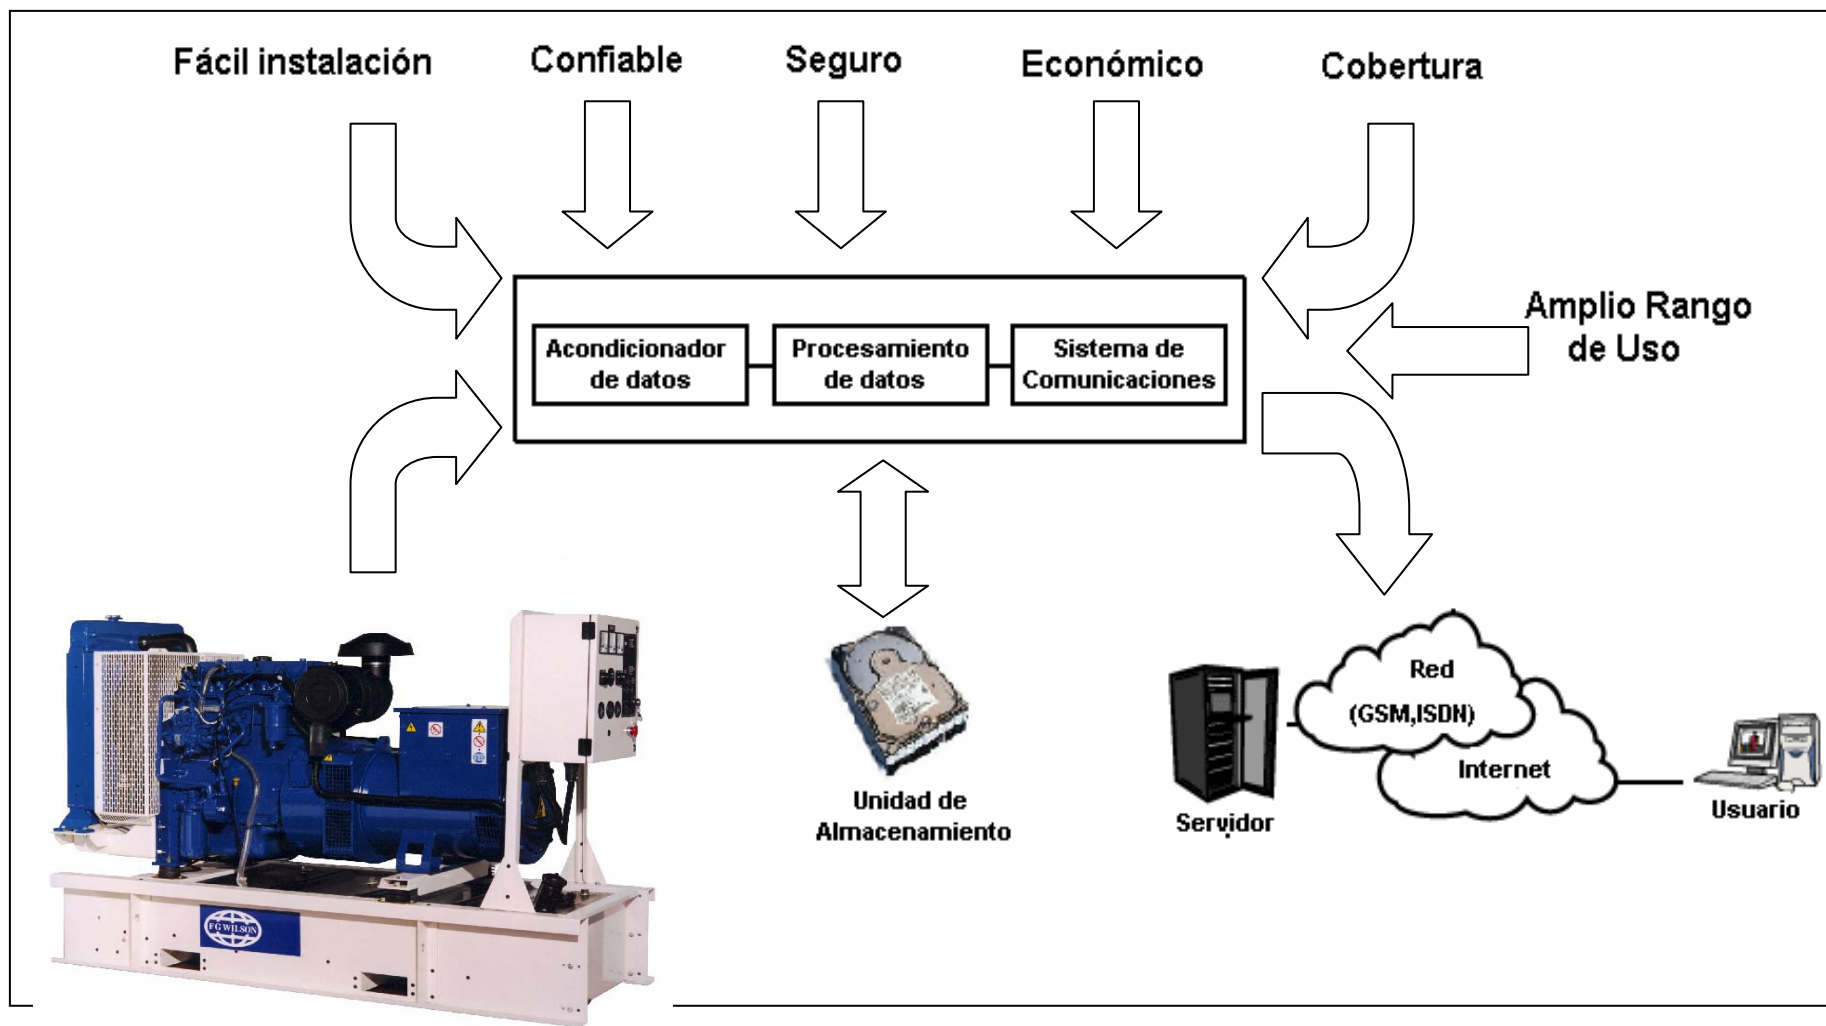 Fácil instalación
Confiable
Seguro
Económico
Cobertura
Amplio Rango
de Uso
Acondicionador
de datos
Procesamiento
de datos
Sistema de
Comunicaciones
Red
(GSM,ISDN)
Internet
Unidad de
Almacenamiento
Servidor
Usuario
FG WILSON